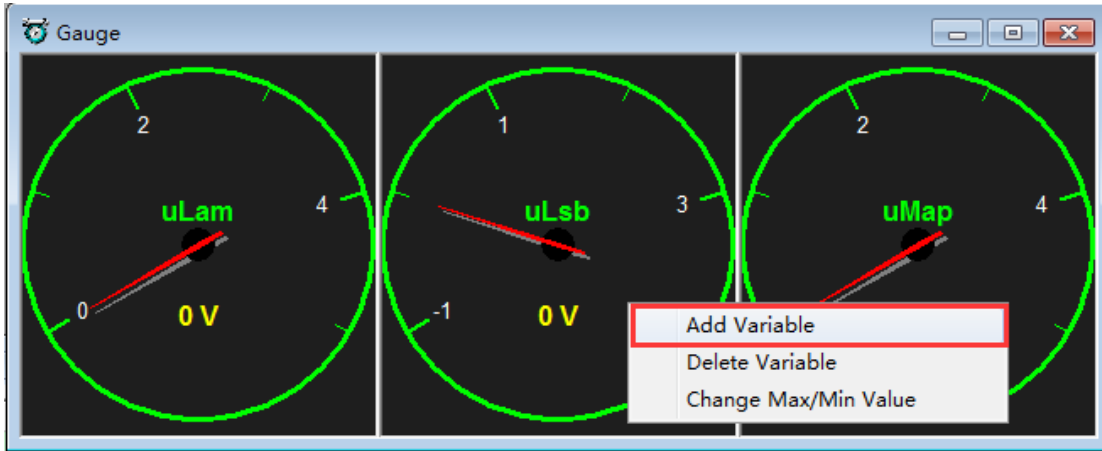 Gauge
2
4
uLam
0
0 V
1
3
uLsb
-1
0 V
2
4
uMap
Add Variable
Delete Variable
Change Max/Min Value